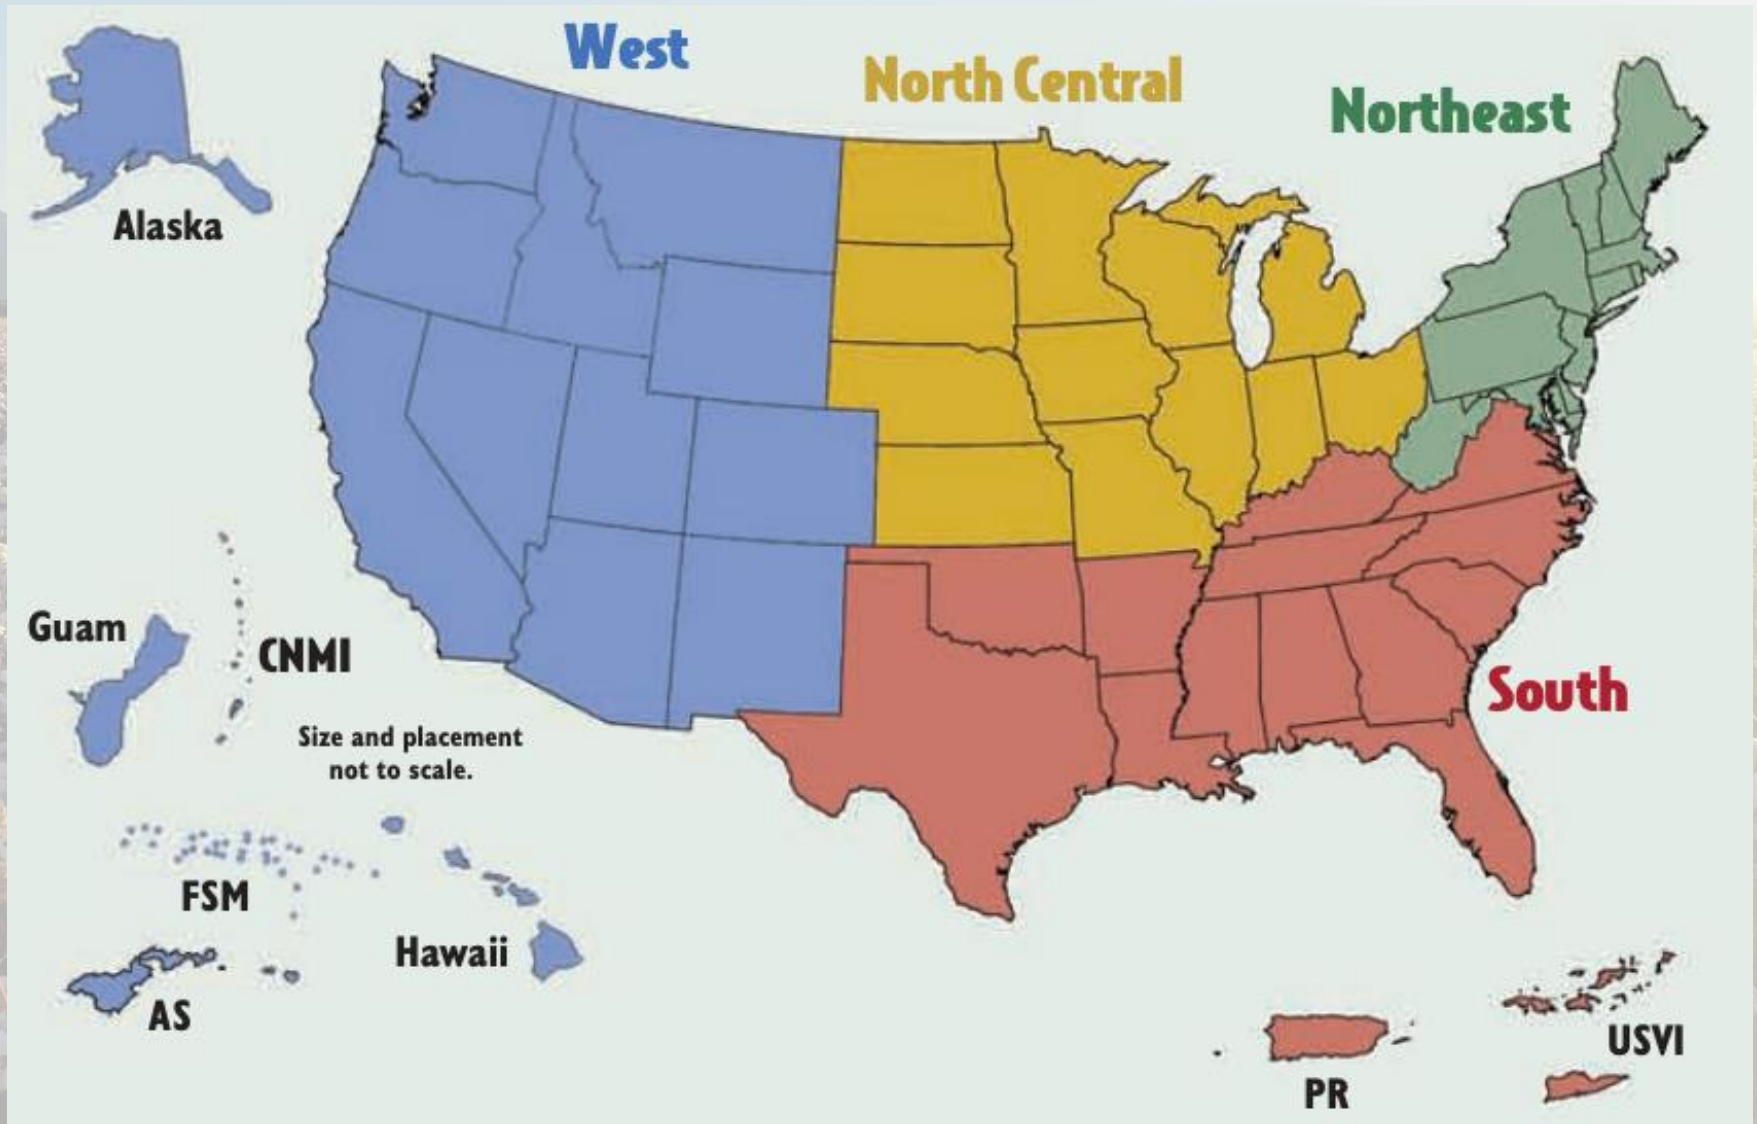 West
North Central
Northeast
Alaska
Guam
CNMI
South
Size and placement
not to scale.
FSM
Hawaii
AS
USVI
PR